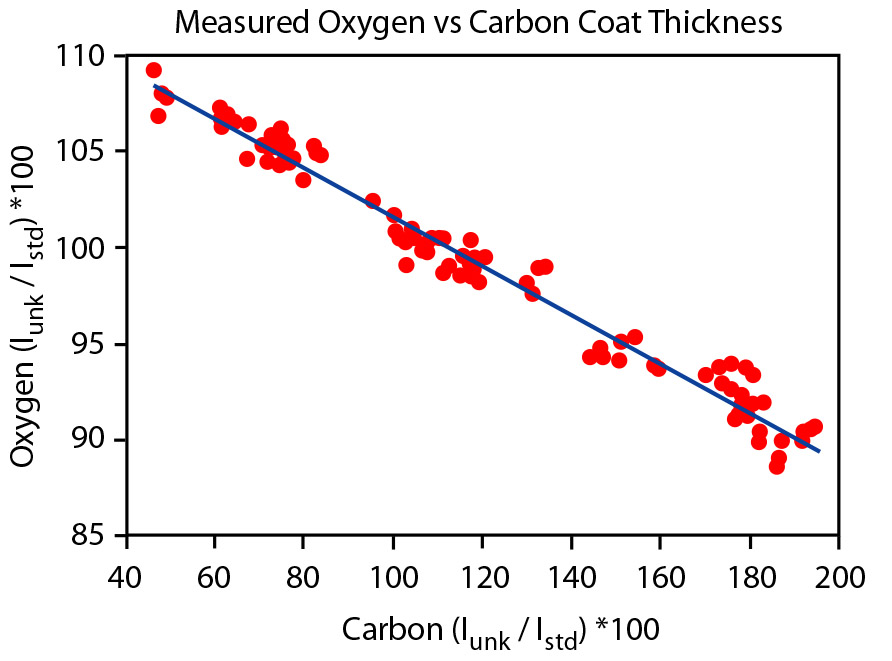 Measured Oxygen vs Carbon Coat Thickness
110
105
100
95
90
85
Oxygen (Iunk / Istd) *100
40 60 80 100 120 140 160 180 200
Carbon (Iunk / Istd) *100